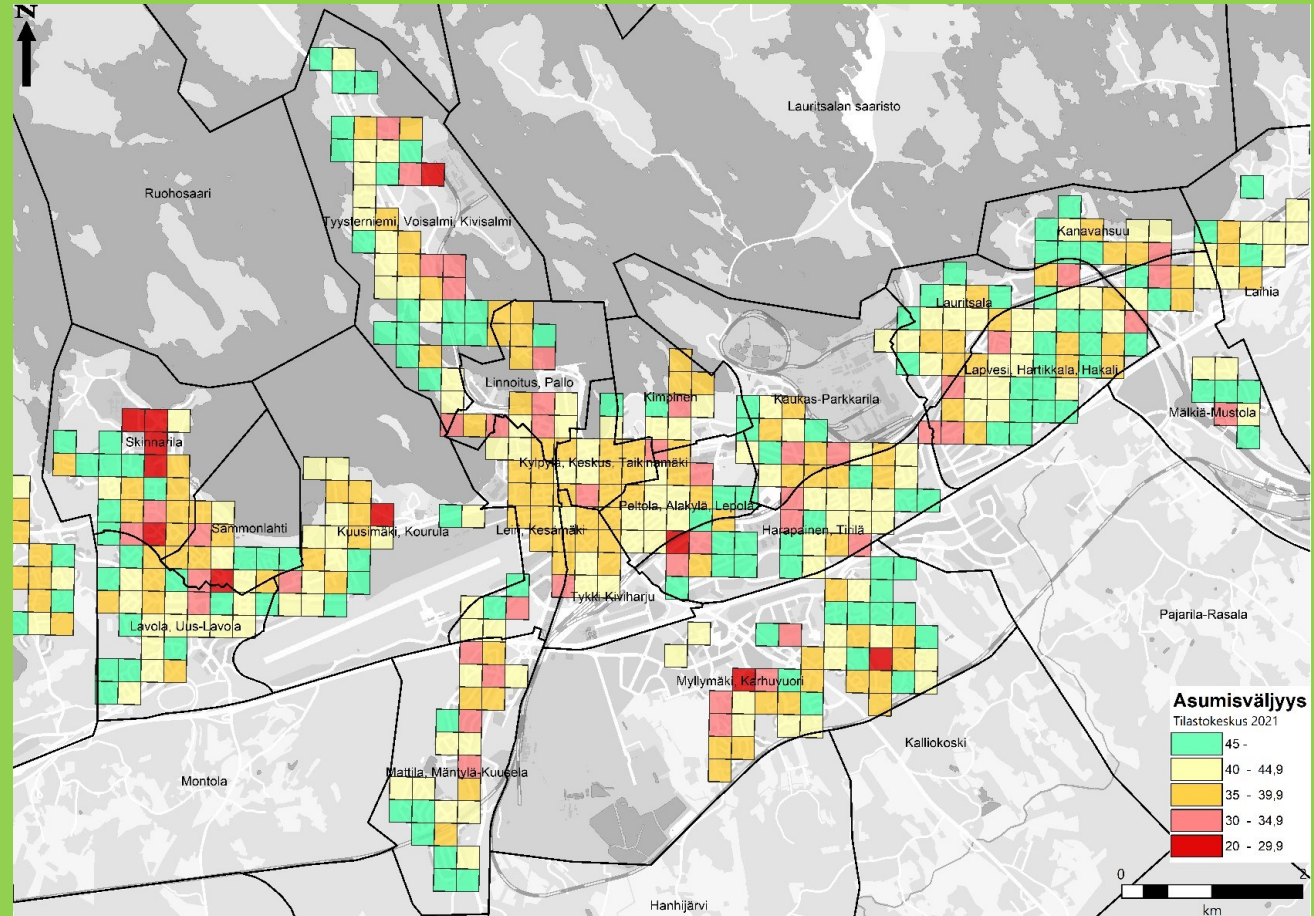 N
Lauritsalan saaristo
Ruohosaari
Kanavansuu
Tyysterniemi, Voisalmi, Kivisalmi
Laihia
Lauritsala
Lapvesi, Hartikkala, Hakali
Linnoitus, Pallo
Kimpinen
Kaukas-Parkkarila
Mälkiä-Mustola
Skinnarila
Kylpylä, Keskus, Taikinamäki
Peltola, Alakylä, Lepola
Sammonlahti
Kuusimäki, Kourula
Leiri, Kesämäki
Harapainen, Tirilä
Tykki-Kiviharju
Pajarila-Rasala
Lavola, Uus-Lavola
Myllymäki, Karhuvuori
Kalliokoski
Montola
Mattila, Mäntylä-Kuusela
Hanhijärvi
Asumisväljyys
Tilastokeskus 2021
45 -
40 - 44,9
35 - 39,9
30 - 34,9
20 - 29,9
0 2
km